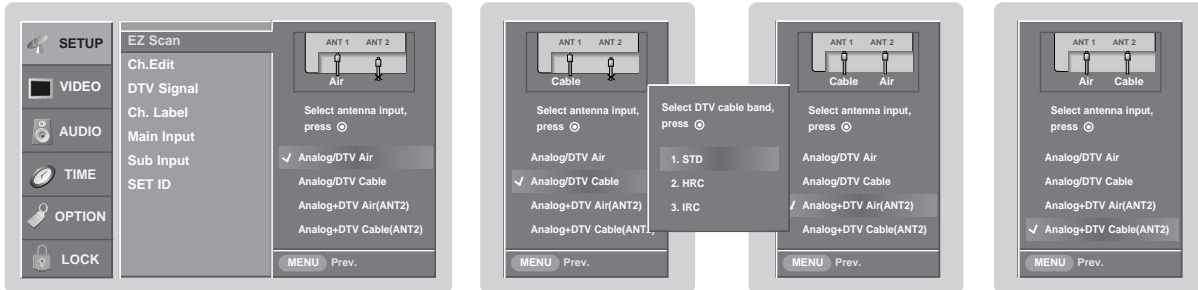 SETUP
VIDEO
AUDIO
TIME
OPTION
LOCK
EZ Scan
Ch.Edit
DTV Signal
Ch. Label
Main Input
Sub Input
SET ID
ANT 1 ANT 2
Air
Select antenna input,
press
Analog/DTV Air
Analog/DTV Cable
Analog+DTV Air(ANT2)
Analog+DTV Cable(ANT2)
MENU Prev.
ANT 1 ANT 2
Cable
Select antenna input,
press
Analog/DTV Air
Analog/DTV Cable
Analog+DTV Air(ANT2)
Analog+DTV Cable(ANT2)
MENU Prev.
Select DTV cable band,
press
1. STD
2. HRC
3. IRC
ANT 1 ANT 2
Cable Air
Select antenna input,
press
Analog/DTV Air
Analog/DTV Cable
Analog+DTV Air(ANT2)
Analog+DTV Cable(ANT2)
MENU Prev.
ANT 1 ANT 2
Air Cable
Select antenna input,
press
Analog/DTV Air
Analog/DTV Cable
Analog+DTV Air(ANT2)
Analog+DTV Cable(ANT2)
MENU Prev.